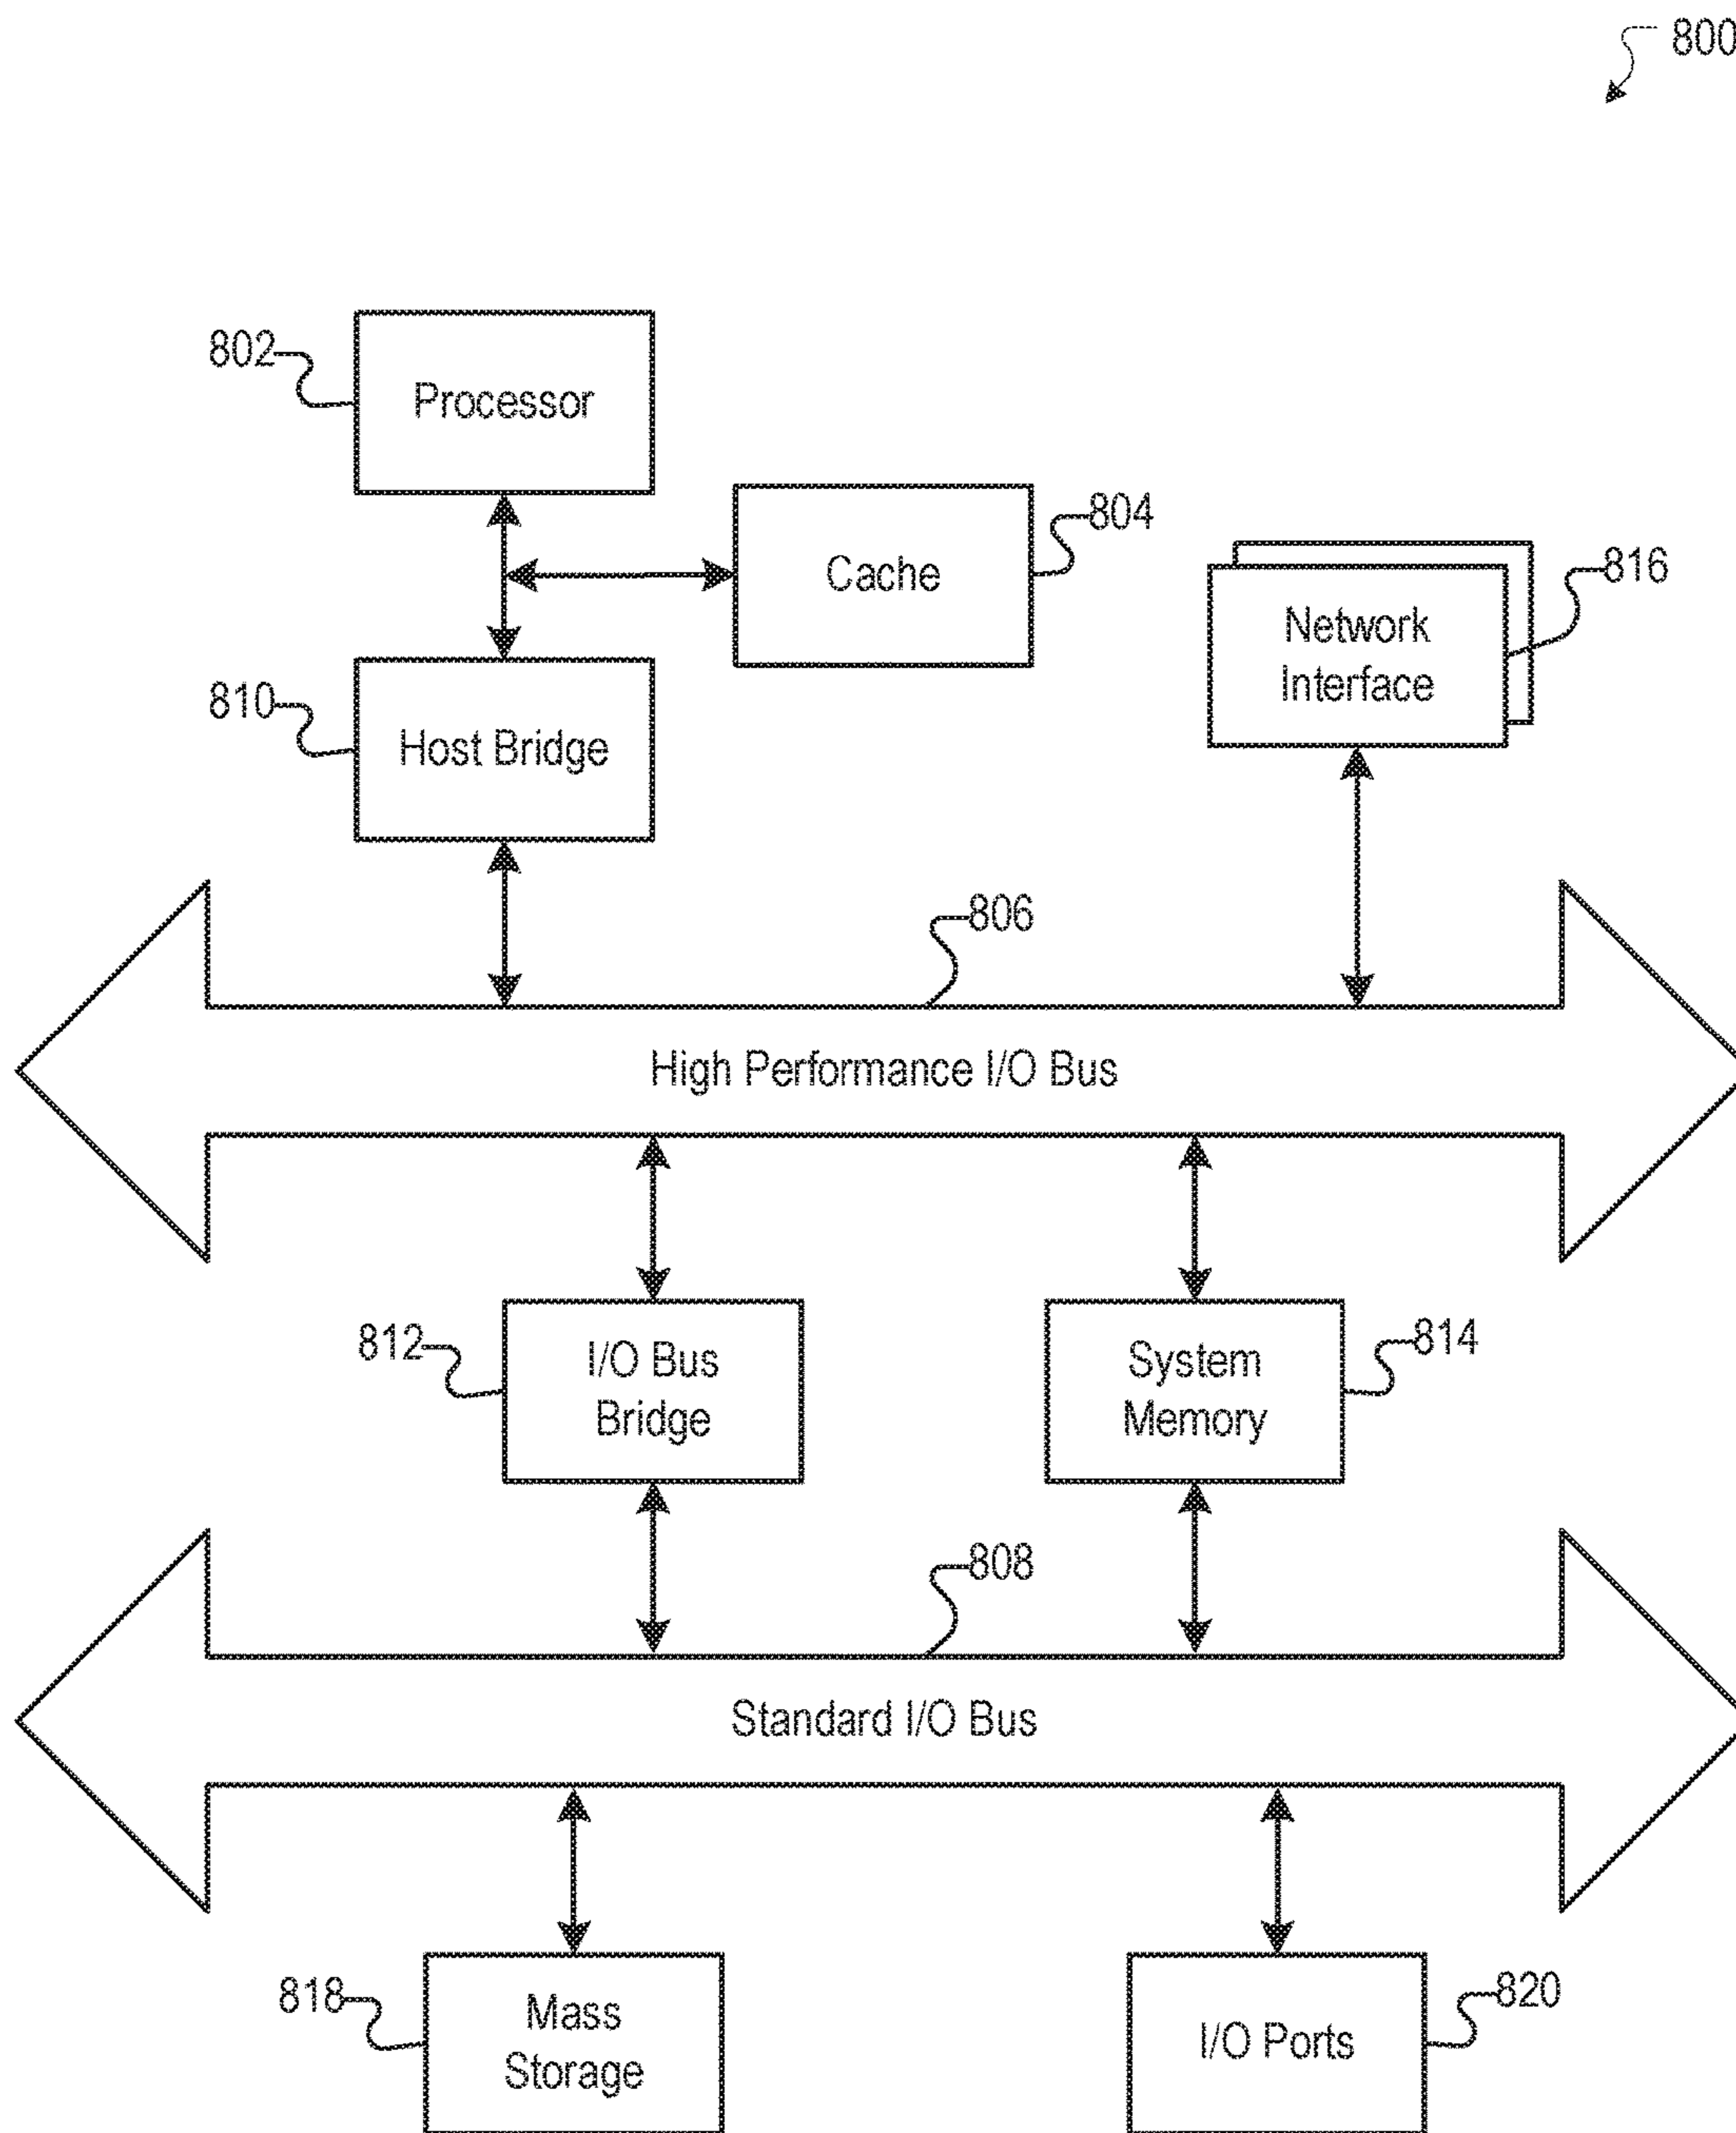 800
802
Processor
804
Cache
816
Network
Interface
810
Host Bridge
806
High Performance I/O Bus
812
I/O Bus
Bridge
System
Memory
814
808
Standard I/O Bus
818
Mass
Storage
I/O Ports
820